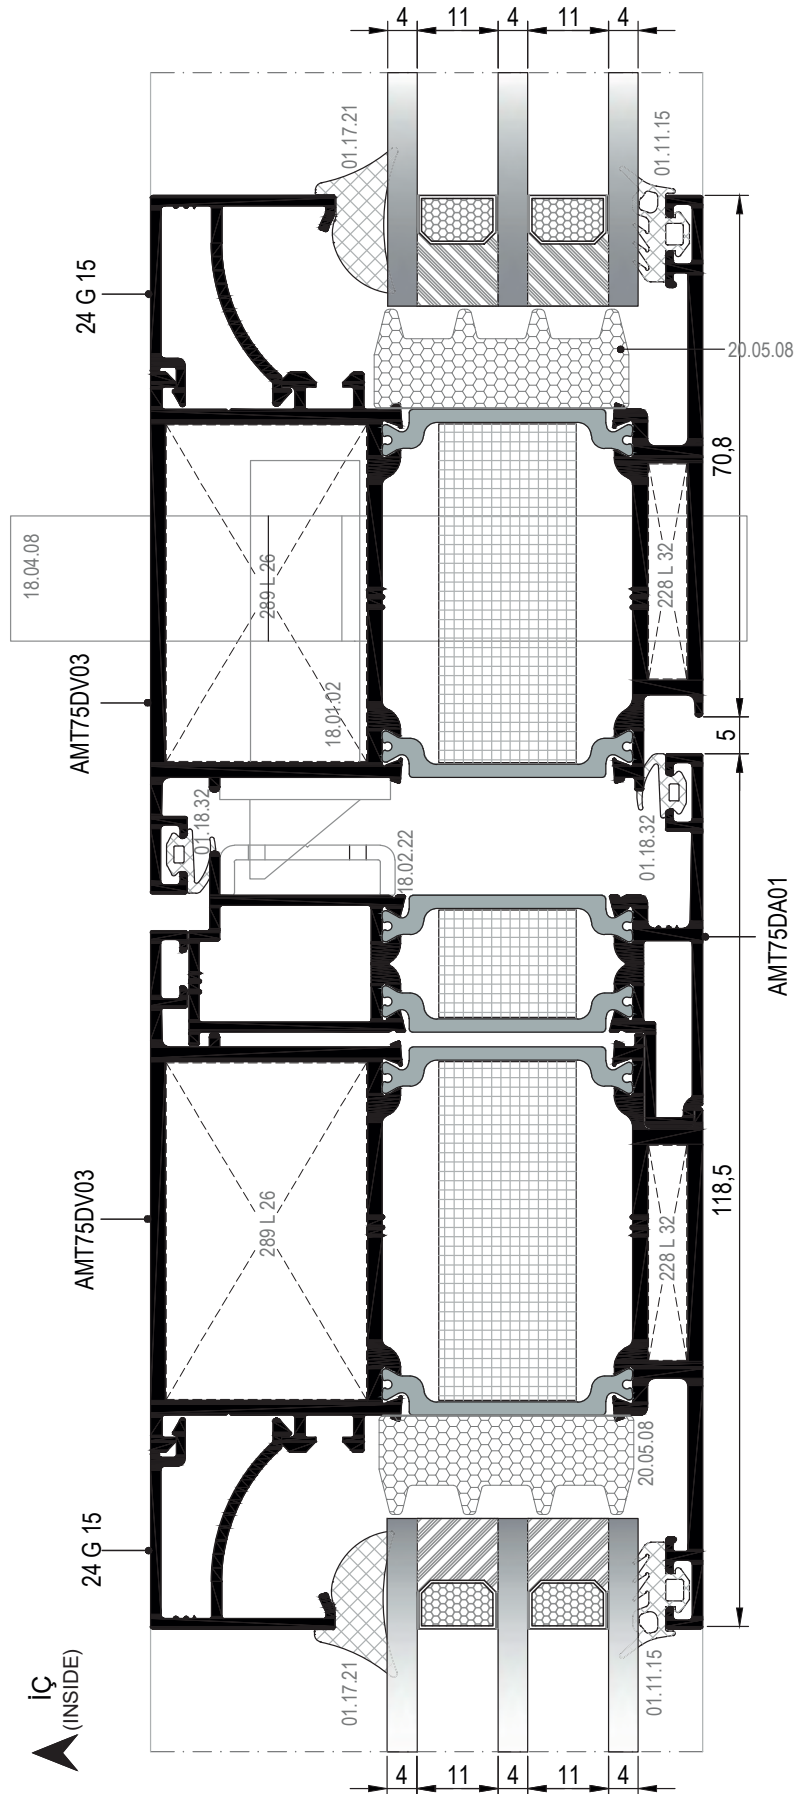 4 11 4 11 4
01.17.21
01.11.15
24 G 15
20.05.08
70,8
18.04.08
289 L 26
228 L 32
AMT75DV03
18.01.02
5
01.18.32
01.18.32
18.02.22
AMT75DA01
AMT75DV03
289 L 26
228 L 32
118,5
20.05.08
24 G 15
01.17.21
01.11.15
İÇ
(INSIDE)
4 11 4 11 4